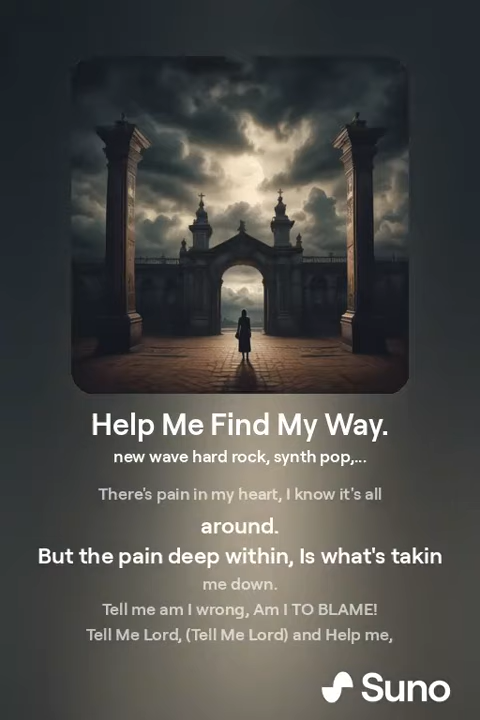 Help Me Find My Way.
new wave hard rock, synth pop,...
There's pain in my heart, I know it's all
around.
But the pain deep within, Is what's takin
me down.
Tell me am I wrong, Am I TO BLAME!
Tell Me Lord, (Tell Me Lord) and Help me,
Suno